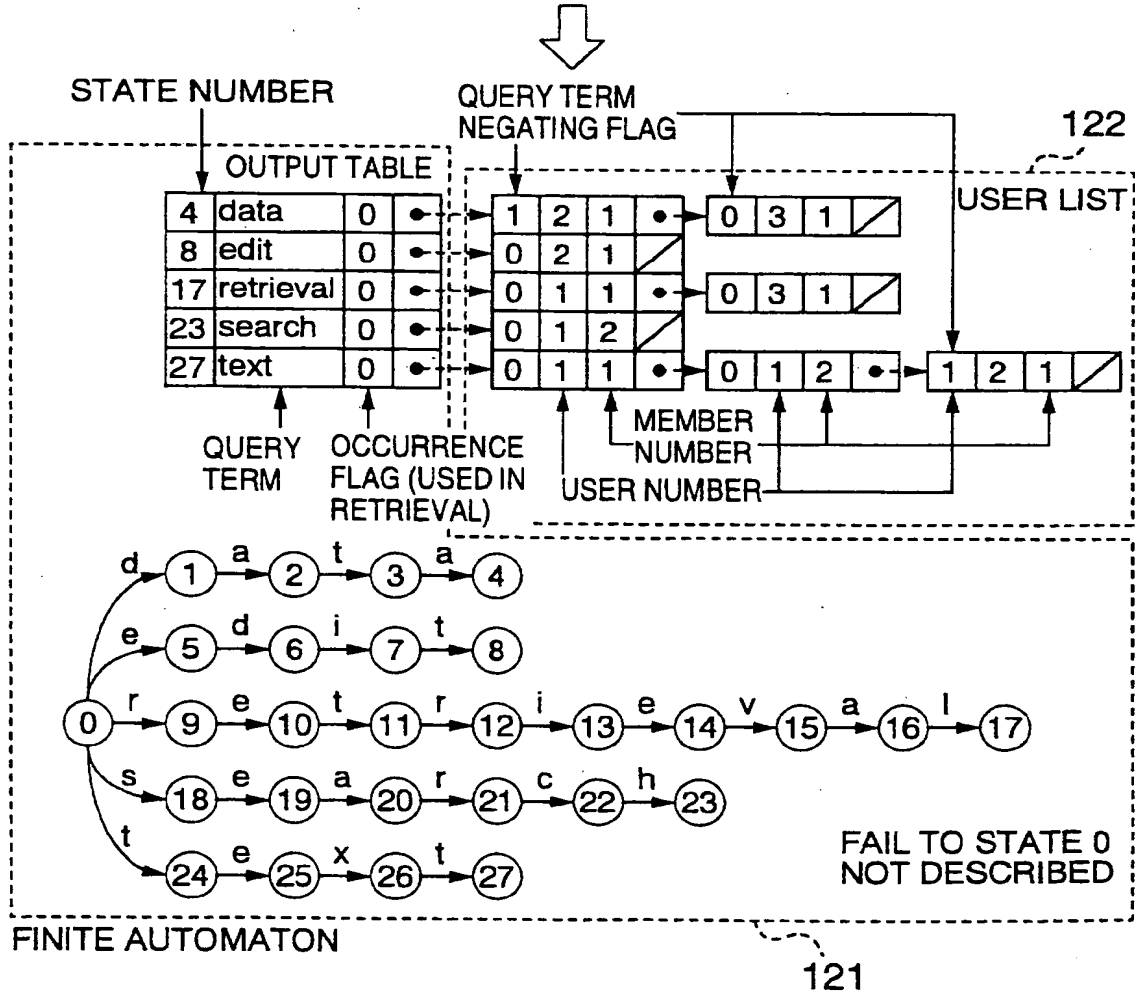 STATE NUMBER
QUERY TERM
NEGATING FLAG
122
OUTPUT TABLE
USER LIST
4 data 0 1 2 1 0 3 1
8 edit 0 0 2 1
17 retrieval 0 0 1 1 0 3 1
23 search 0 0 1 2
27 text 0 0 1 1 0 1 2 1 2 1
QUERY
TERM
OCCURRENCE
FLAG (USED IN
RETRIEVAL)
MEMBER
NUMBER
USER NUMBER
d a t a
1 2 3 4
e d i t
5 6 7 8
r e t r i e v a l
0 9 10 11 12 13 14 15 16 17
s e a r c h
18 19 20 21 22 23
t e x t
24 25 26 27
FAIL TO STATE 0
NOT DESCRIBED
FINITE AUTOMATON
121